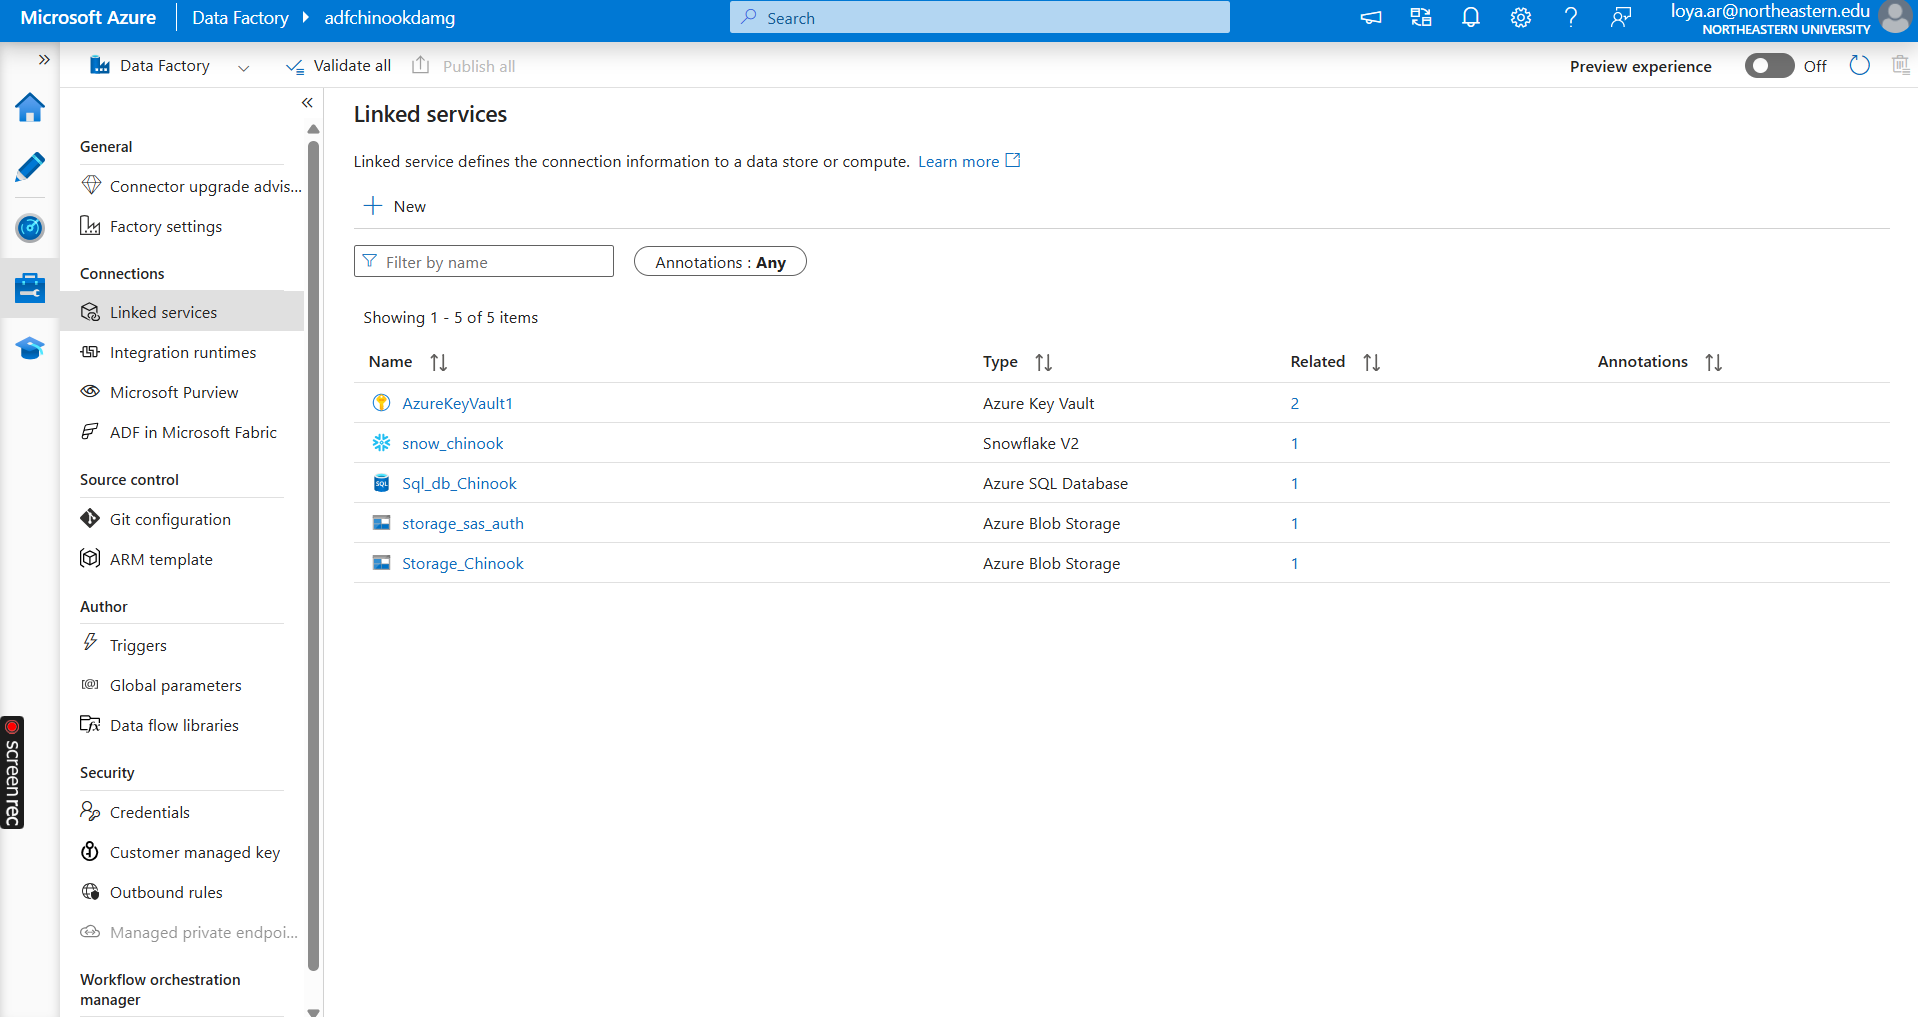 Microsoft Azure Data Factory adfchinookdamg Search loya.ar@northeastern.edu
NORTHEASTERN UNIVERSITY
Data Factory Validate all Publish all Preview experience Off
General
Connector upgrade advis...
Factory settings
Connections
Linked services
Integration runtimes
Microsoft Purview
ADF in Microsoft Fabric
Source control
Git configuration
ARM template
Author
Triggers
Global parameters
Data flow libraries
Security
Credentials
Customer managed key
Outbound rules
Managed private endpoi...
Workflow orchestration
manager
screenrec
Linked services
Linked service defines the connection information to a data store or compute. Learn more
New
Filter by name Annotations : Any
Showing 1 - 5 of 5 items
Name Type Related Annotations
AzureKeyVault1 Azure Key Vault 2
snow_chinook Snowflake V2 1
SQL Sql_db_Chinook Azure SQL Database 1
storage_sas_auth Azure Blob Storage 1
Storage_Chinook Azure Blob Storage 1